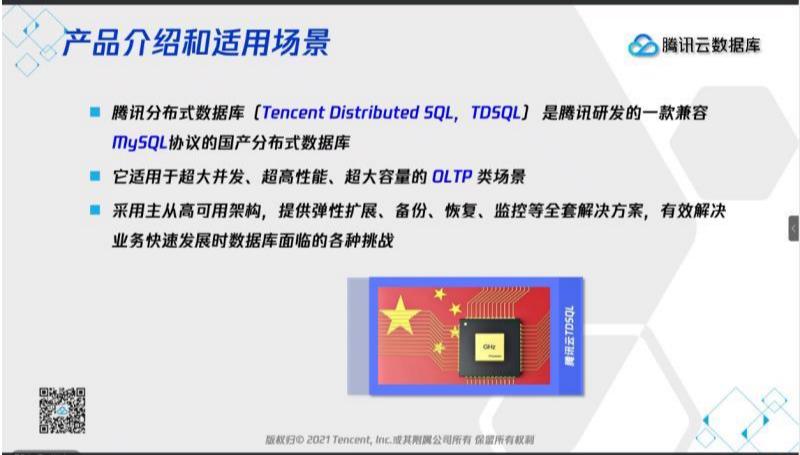 产品介绍和适用场景
腾讯云数据库
腾讯分布式数据库（Tencent Distributed SQL，TDSQL） 是腾讯研发的一款兼容
MySQL协议的国产分布式数据库
它适用于超大并发、超高性能、超大容量的 OLTP 类场景
采用主从高可用架构，提供弹性扩展、备份、恢复、监控等全套解决方案，有效解决
业务快速发展时数据库面临的各种挑战
GHz
腾讯云TDSQL
版权归© 2021 Tencent, Inc.或其附属公司所有 保留所有权利